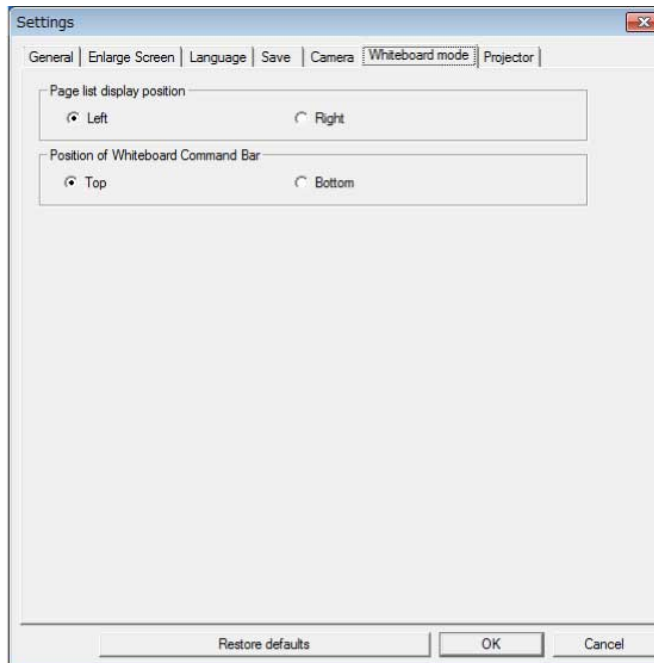 Settings
General Enlarge Screen Language Save Camera Whiteboard mode Projector
Page list display position
Left Right
Position of Whiteboard Command Bar
Top Bottom
Restore defaults OK Cancel